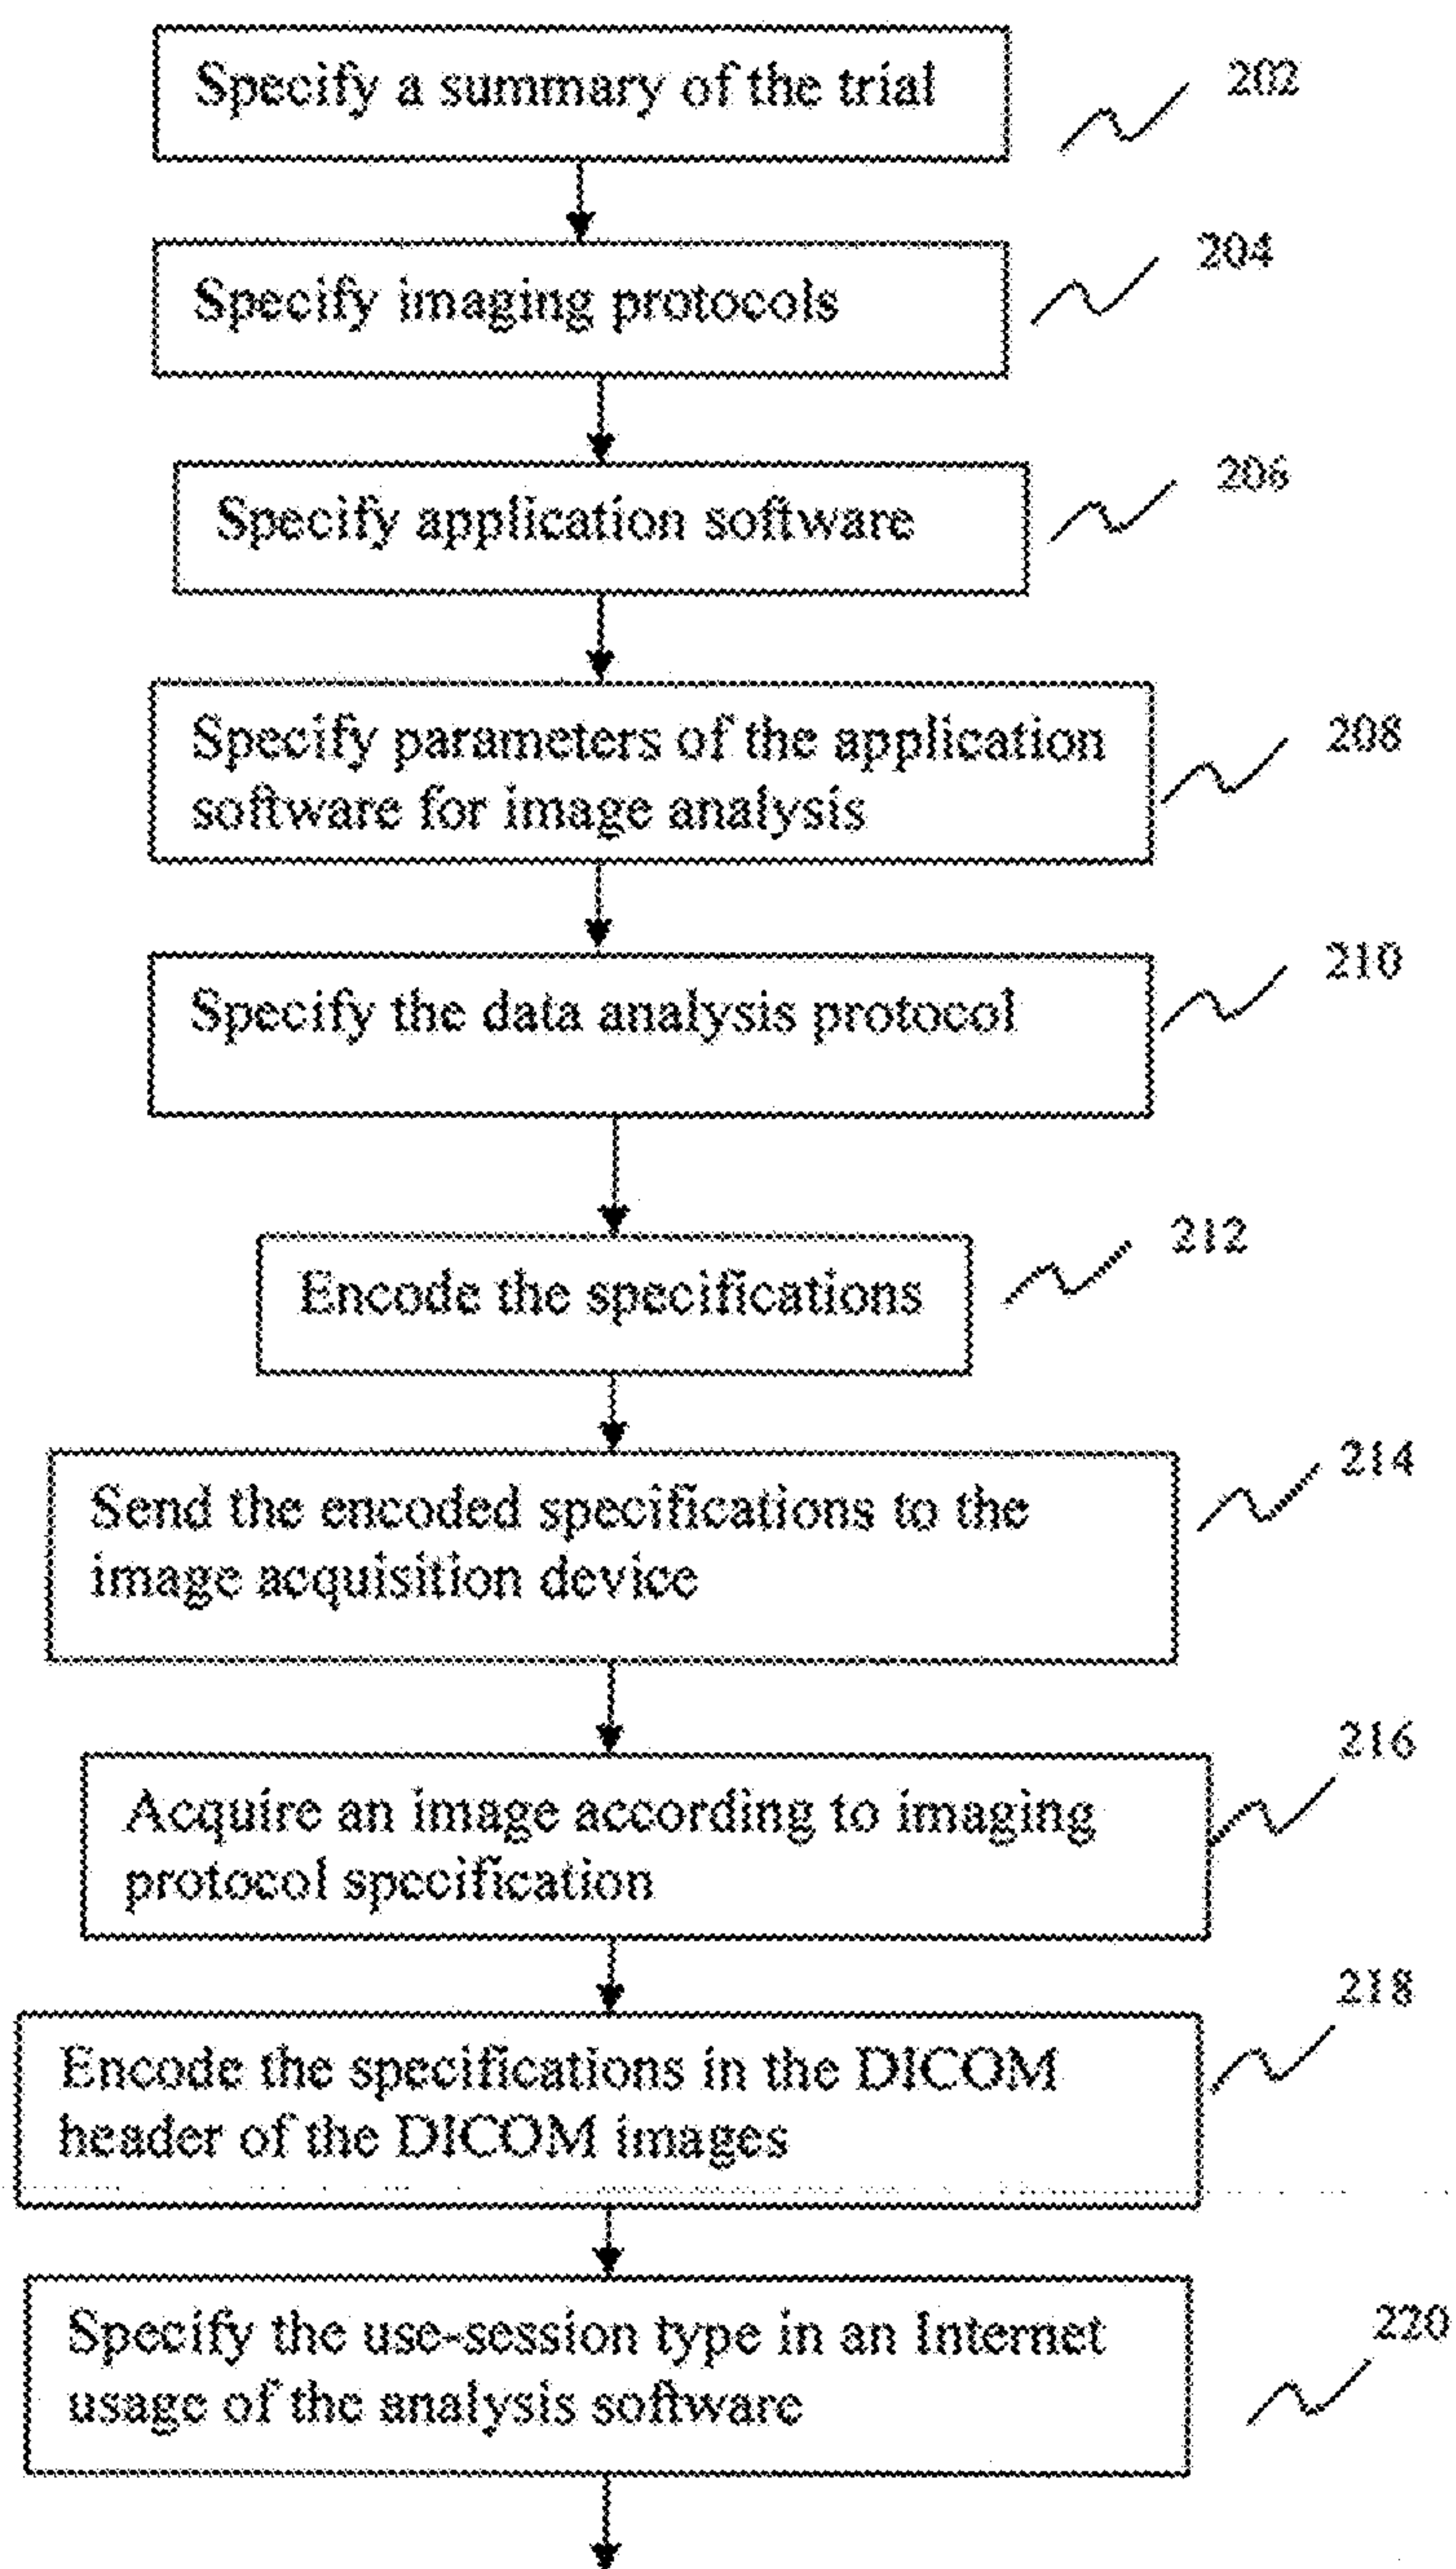 Specify a summary of the trial
202
Specify imaging protocols
204
Specify application software
206
Specify parameters of the application
software for image analysis
208
Specify the data analysis protocol
210
Encode the specifications
212
Send the encoded specifications to the
image acquisition device
214
Acquire an image according to imaging
protocol specification
216
Encode the specifications in the DICOM
header of the DICOM images
218
Specify the use-session type in an Internet
usage of the analysis software
220